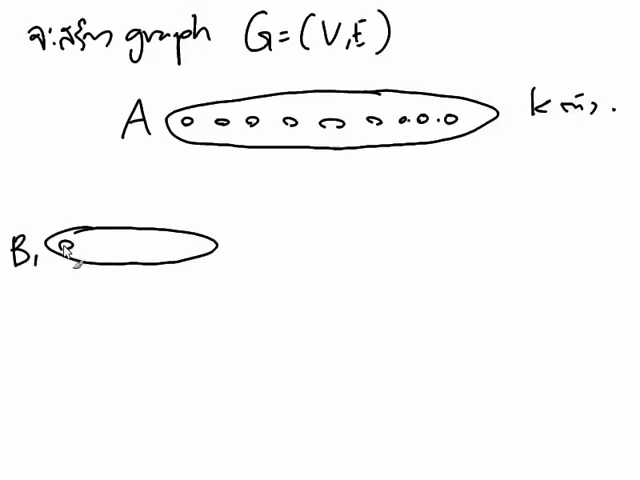 จะสร้าง graph G = (V, E)
A k ตัว .
B₁